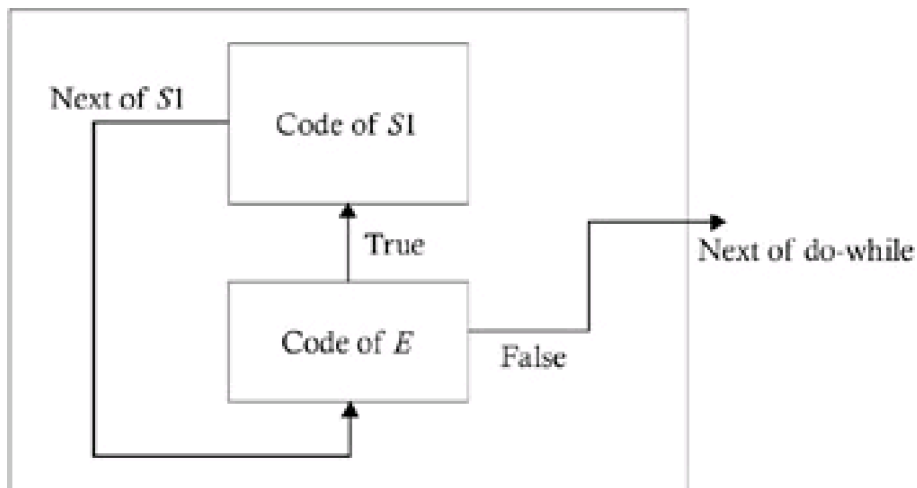 Next of S1
Code of S1
True
Next of do-while
Code of E
False